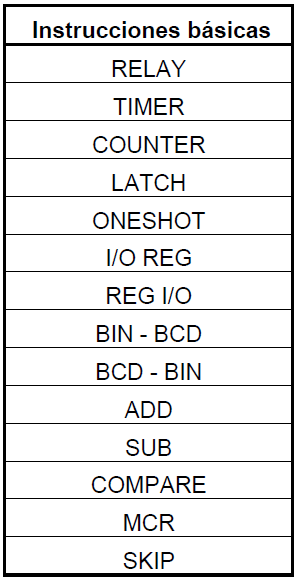 Instrucciones básicas
RELAY
TIMER
COUNTER
LATCH
ONESHOT
I/O REG
REG I/O
BIN - BCD
BCD - BIN
ADD
SUB
COMPARE
MCR
SKIP